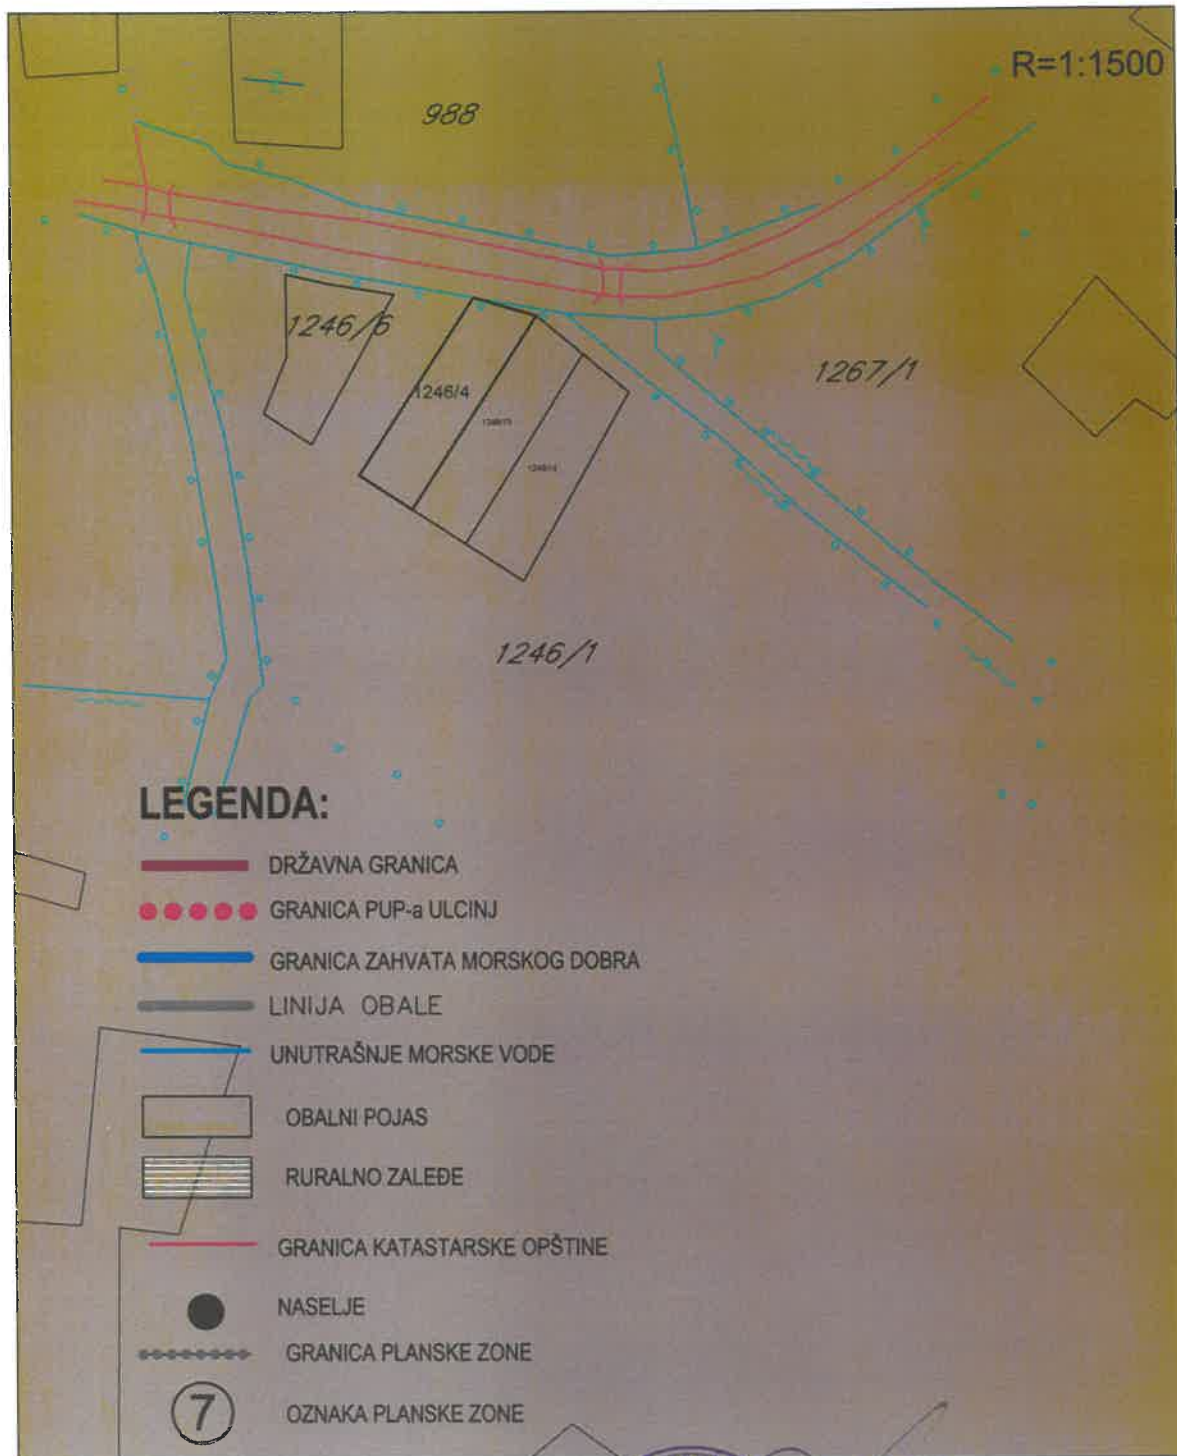 R=1:1500
988
1246/6
1267/1
1246/4
1246/1
LEGENDA:
DRŽAVNA GRANICA
GRANICA PUP-a ULCINJ
GRANICA ZAHVATA MORSKOG DOBRA
LINIJA OBALE
UNUTRAŠNJE MORSKE VODE
OBALNI POJAS
RURALNO ZALEĐE
GRANICA KATASTARSKE OPŠTINE
NASELJE
GRANICA PLANSKE ZONE
7 OZNAKA PLANSKE ZONE